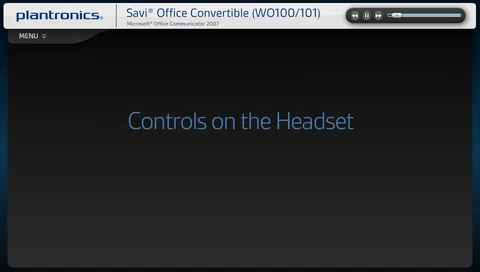 plantronics®
Savi® Office Convertible (WO100/101)
Microsoft® Office Communicator 2007
MENU
Controls on the Headset